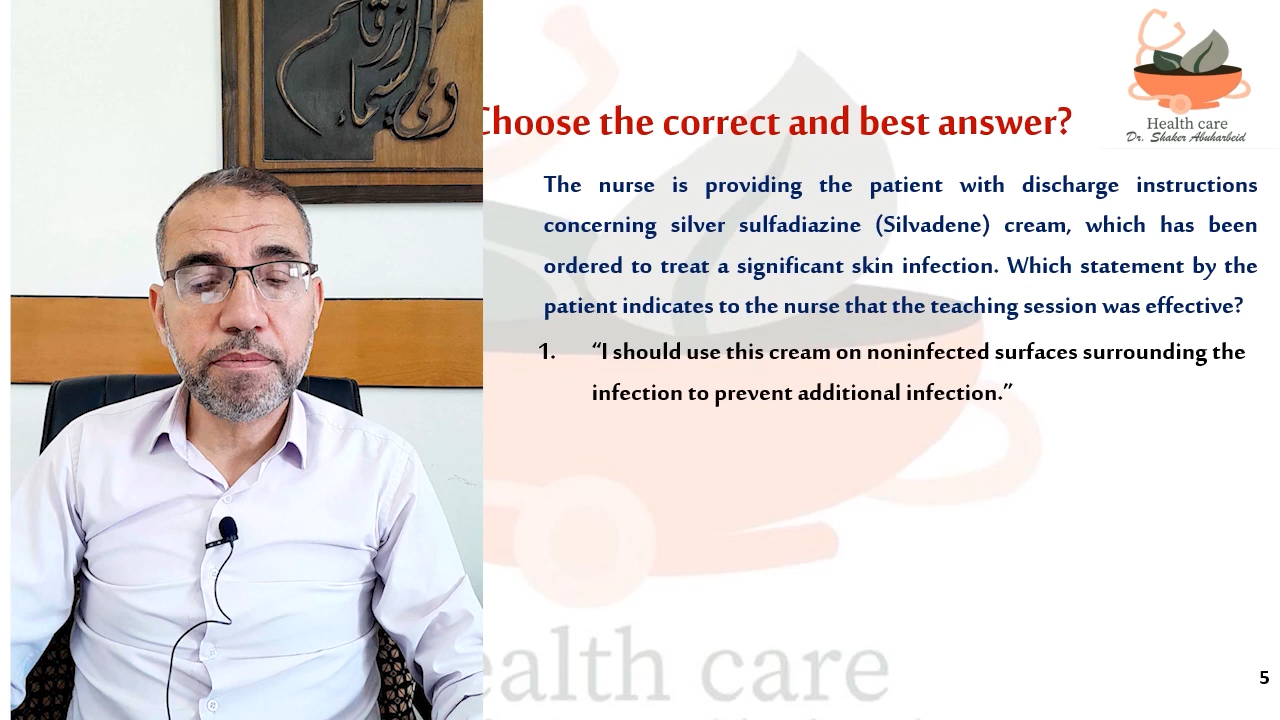 وفي السماء
Choose the correct and best answer?
Health care
Dr. Shaker Abuharbeid
The nurse is providing the patient with discharge instructions
concerning silver sulfadiazine (Silvadene) cream, which has been
ordered to treat a significant skin infection. Which statement by the
patient indicates to the nurse that the teaching session was effective?
1. “I should use this cream on noninfected surfaces surrounding the
infection to prevent additional infection.”
ealth care
5